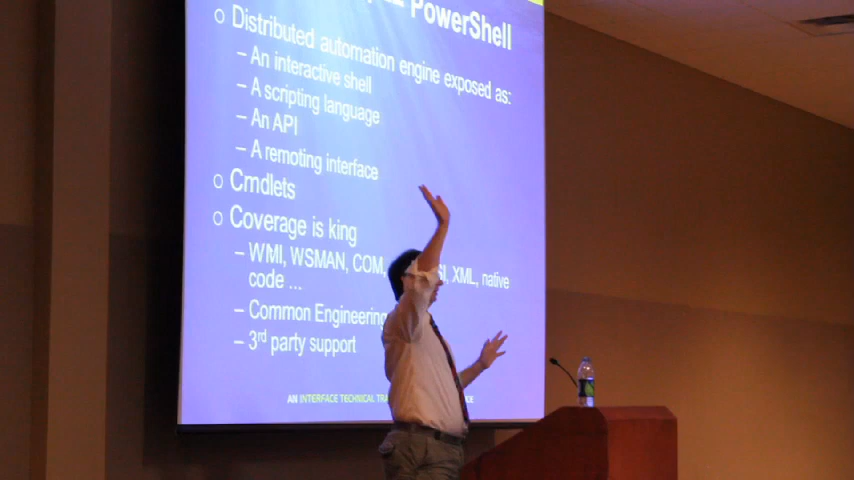 PowerShell
o Distributed automation engine exposed as:
– An interactive shell
– A scripting language
– An API
– A remoting interface
o Cmdlets
o Coverage is king
– WMI, WSMAN, COM, SI, XML, native
code ...
– Common Engineering
– 3rd party support
AN INTERFACE TECHNICAL